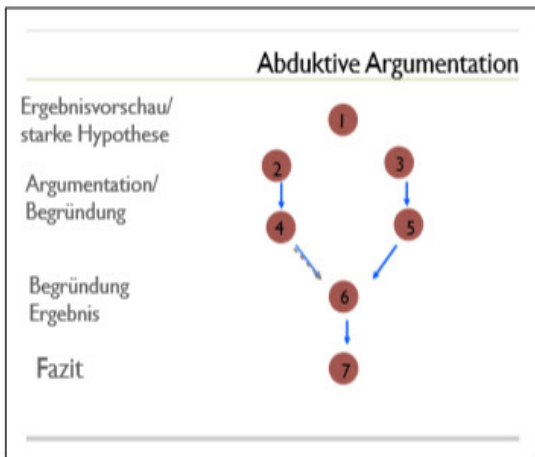 Abduktive Argumentation
Ergebnisvorschau/
starke Hypothese
1
2
3
Argumentation/
Begründung
4
5
Begründung
Ergebnis
6
Fazit
7